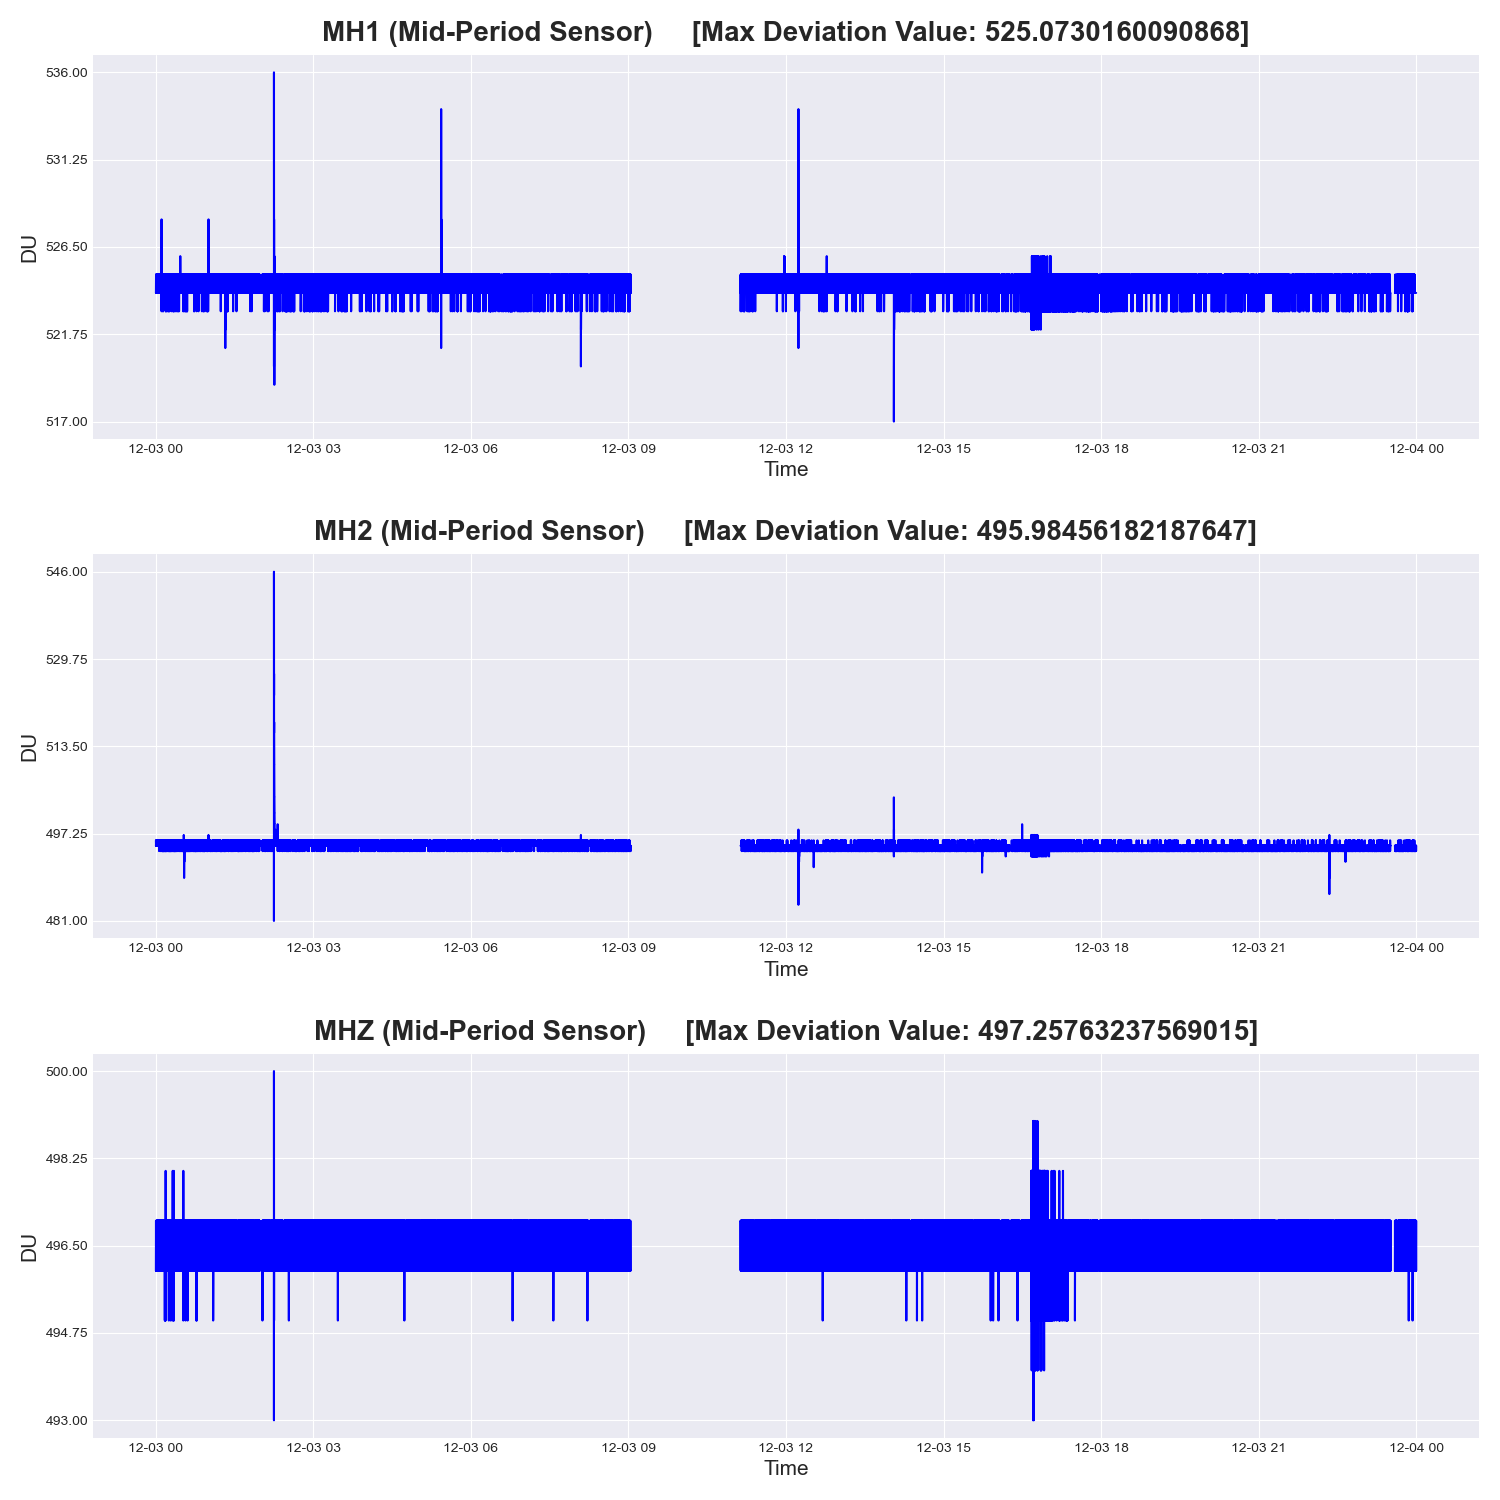 MH1 (Mid-Period Sensor) [Max Deviation Value: 525.0730160090868]
536.00
531.25
526.50
521.75
517.00
DU
12-03 00 12-03 03 12-03 06 12-03 09 12-03 12 12-03 15 12-03 18 12-03 21 12-04 00
Time
MH2 (Mid-Period Sensor) [Max Deviation Value: 495.98456182187647]
546.00
529.75
513.50
497.25
481.00
DU
12-03 00 12-03 03 12-03 06 12-03 09 12-03 12 12-03 15 12-03 18 12-03 21 12-04 00
Time
MHZ (Mid-Period Sensor) [Max Deviation Value: 497.25763237569015]
500.00
498.25
496.50
494.75
493.00
DU
12-03 00 12-03 03 12-03 06 12-03 09 12-03 12 12-03 15 12-03 18 12-03 21 12-04 00
Time